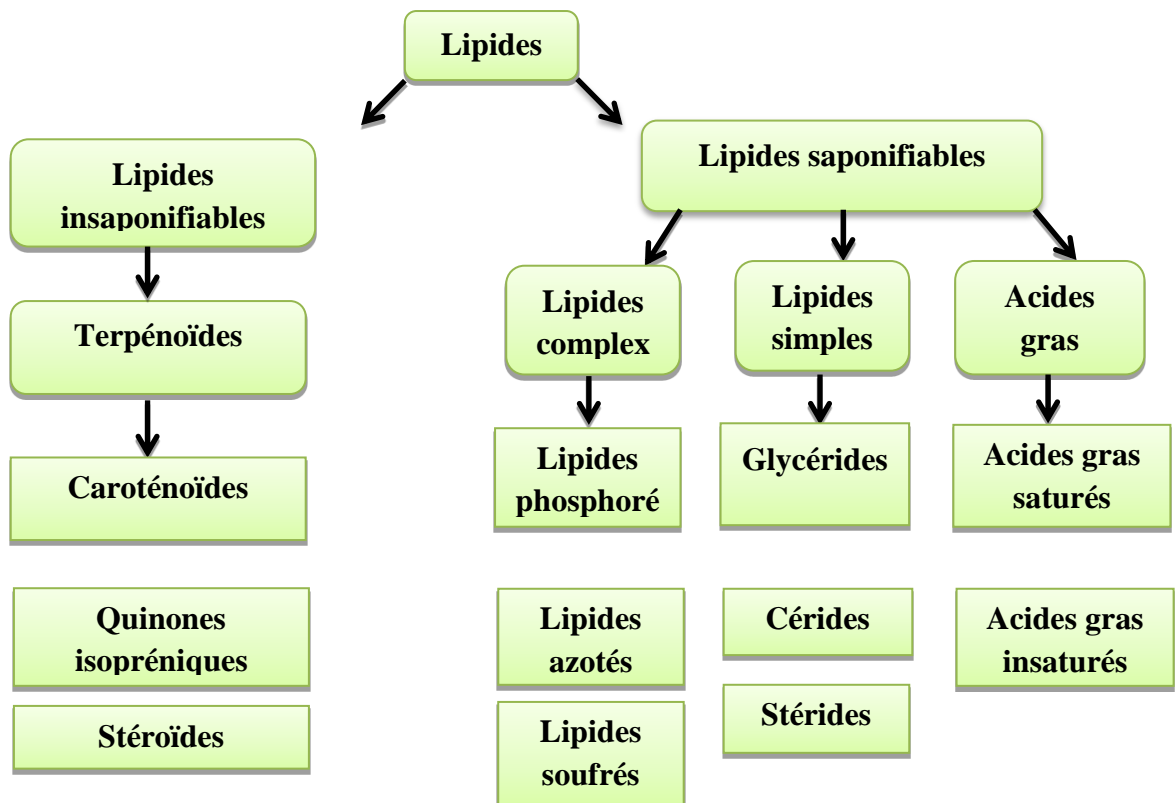 Lipides
Lipides saponifiables
Lipides
insaponifiables
Lipides
complex
Lipides
simples
Acides
gras
Terpénoïdes
Lipides
phosphoré
Glycérides
Acides gras
saturés
Caroténoïdes
Quinones
isopréniques
Lipides
azotés
Cérides
Acides gras
insaturés
Stéroïdes
Lipides
soufrés
Stérides